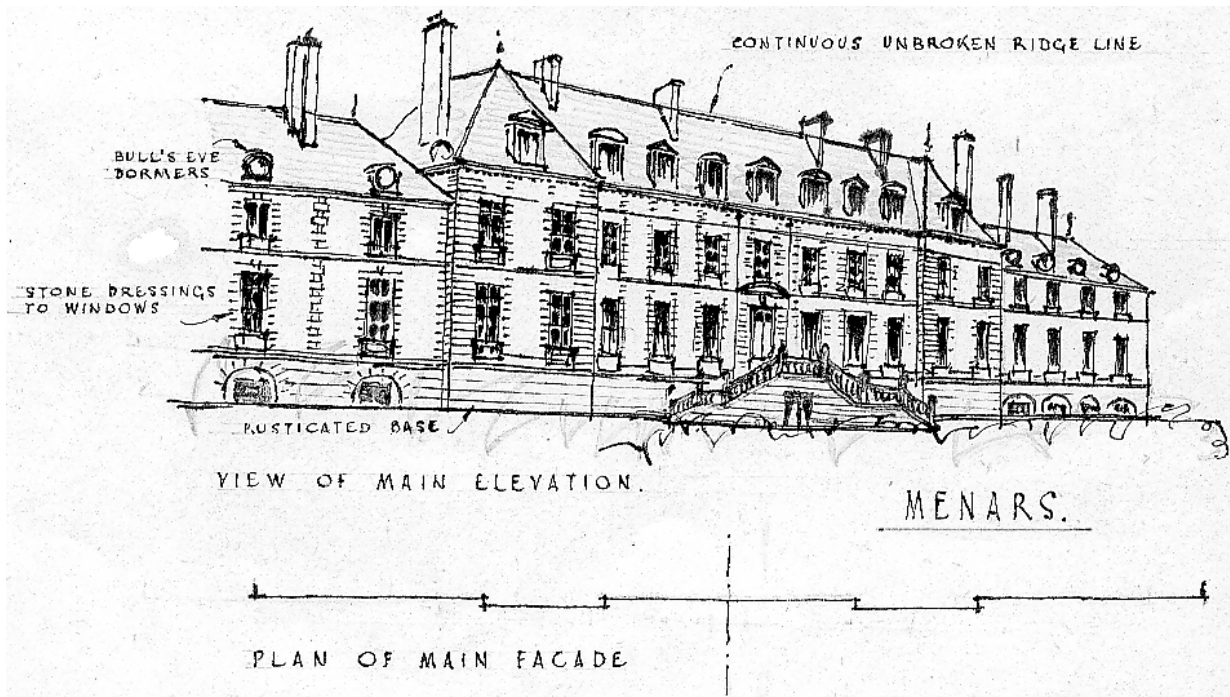 CONTINUOUS UNBROKEN RIDGE LINE
BULL'S EYE
DORMERS
STONE DRESSINGS
TO WINDOWS
RUSTICATED BASE
VIEW OF MAIN ELEVATION.
MENARS.
PLAN OF MAIN FACADE